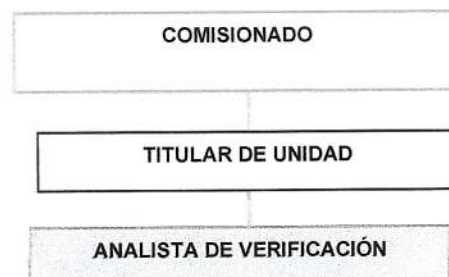 COMISIONADO
TITULAR DE UNIDAD
ANALISTA DE VERIFICACIÓN